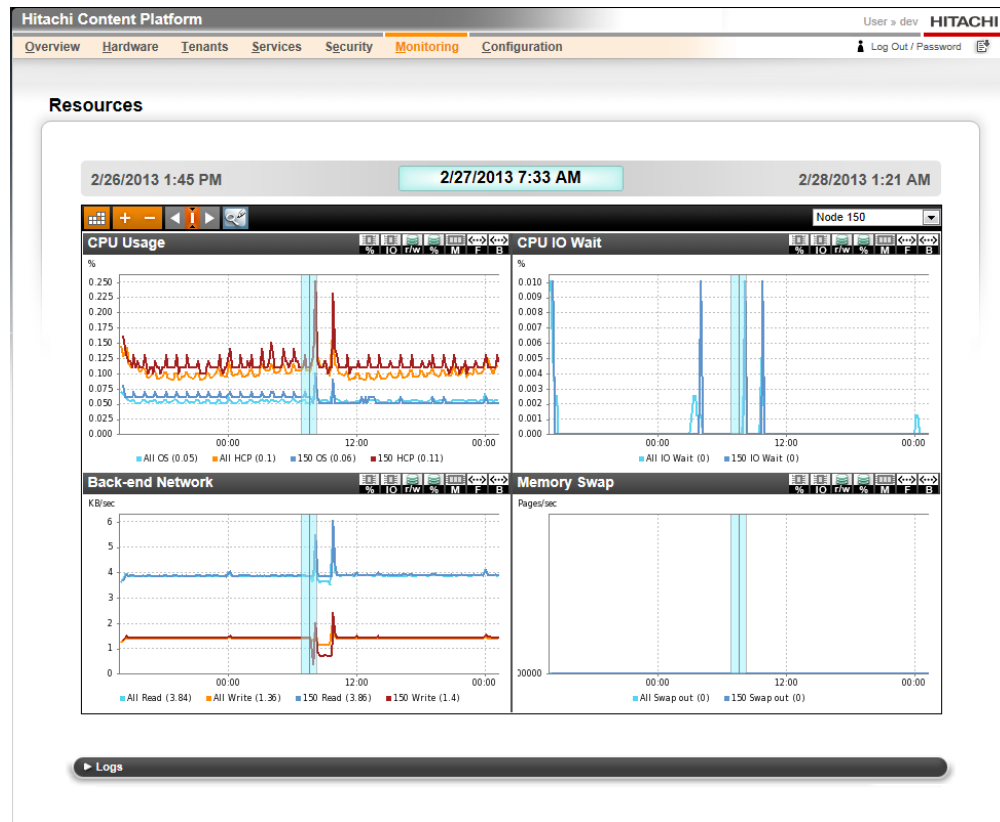 Hitachi Content Platform
User » dev HITACHI
Overview Hardware Tenants Services Security Monitoring Configuration
Log Out / Password
Resources
2/26/2013 1:45 PM
2/27/2013 7:33 AM
2/28/2013 1:21 AM
+ −
Node 150
CPU Usage
% IO r/w % M F B
%
0.250
0.225
0.200
0.175
0.150
0.125
0.100
0.075
0.050
0.025
0.000
00:00 12:00 00:00
All OS (0.05) All HCP (0.1) 150 OS (0.06) 150 HCP (0.11)
CPU IO Wait
% IO r/w % M F B
%
0.010
0.009
0.008
0.007
0.006
0.005
0.004
0.003
0.002
0.001
0.000
00:00 12:00 00:00
All IO Wait (0) 150 IO Wait (0)
Back-end Network
% IO r/w % M F B
KB/sec
6
5
4
3
2
1
0
00:00 12:00 00:00
All Read (3.84) All Write (1.36) 150 Read (3.86) 150 Write (1.4)
Memory Swap
% IO r/w % M F B
Pages/sec
00000
00:00 12:00 00:00
All Swap out (0) 150 Swap out (0)
Logs